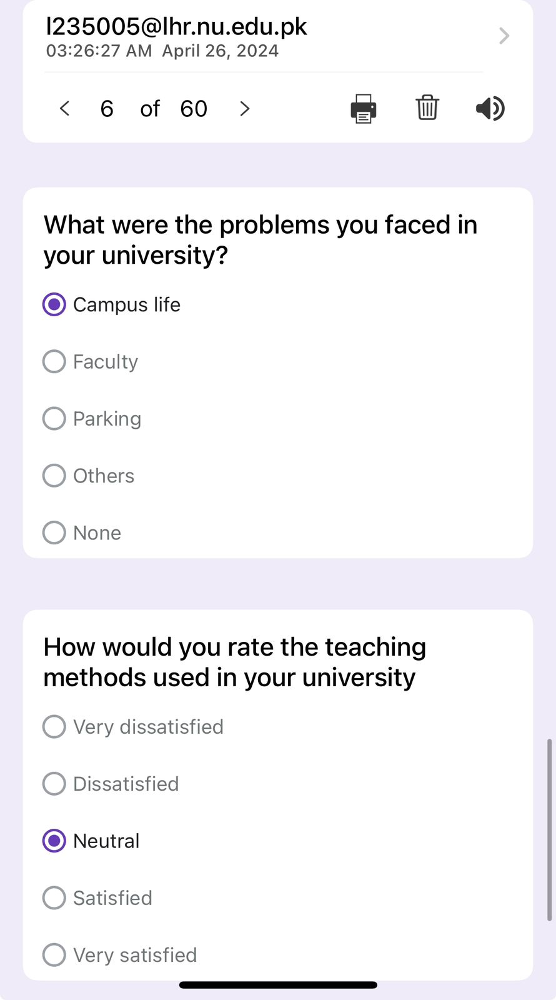 l235005@lhr.nu.edu.pk
03:26:27 AM April 26, 2024
6 of 60
What were the problems you faced in
your university?
Campus life
Faculty
Parking
Others
None
How would you rate the teaching
methods used in your university
Very dissatisfied
Dissatisfied
Neutral
Satisfied
Very satisfied